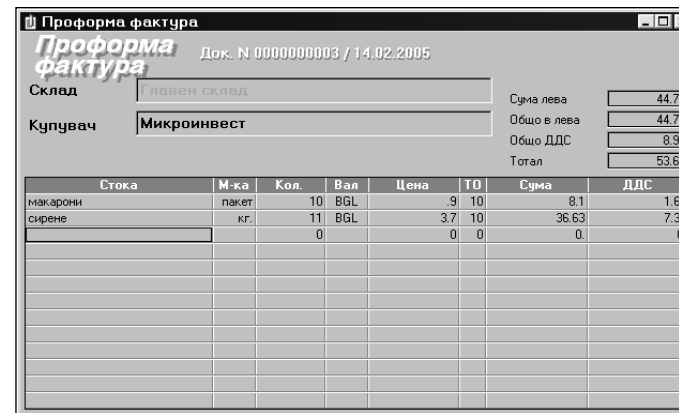 Проформа фактура
Проформа
фактура
Док. N 0000000003 / 14.02.2005
Склад Главен склад
Купувач Микроинвест
Сума лева 44.7
Общо в лева 44.7
Общо ДДС 8.9
Тотал 53.6
Стока М-ка Кол. Вал Цена ТО Сума ДДС
макарони пакет 10 BGL .9 10 8.1 1.6
сирене кг. 11 BGL 3.7 10 36.63 7.3
0 0 0 0.